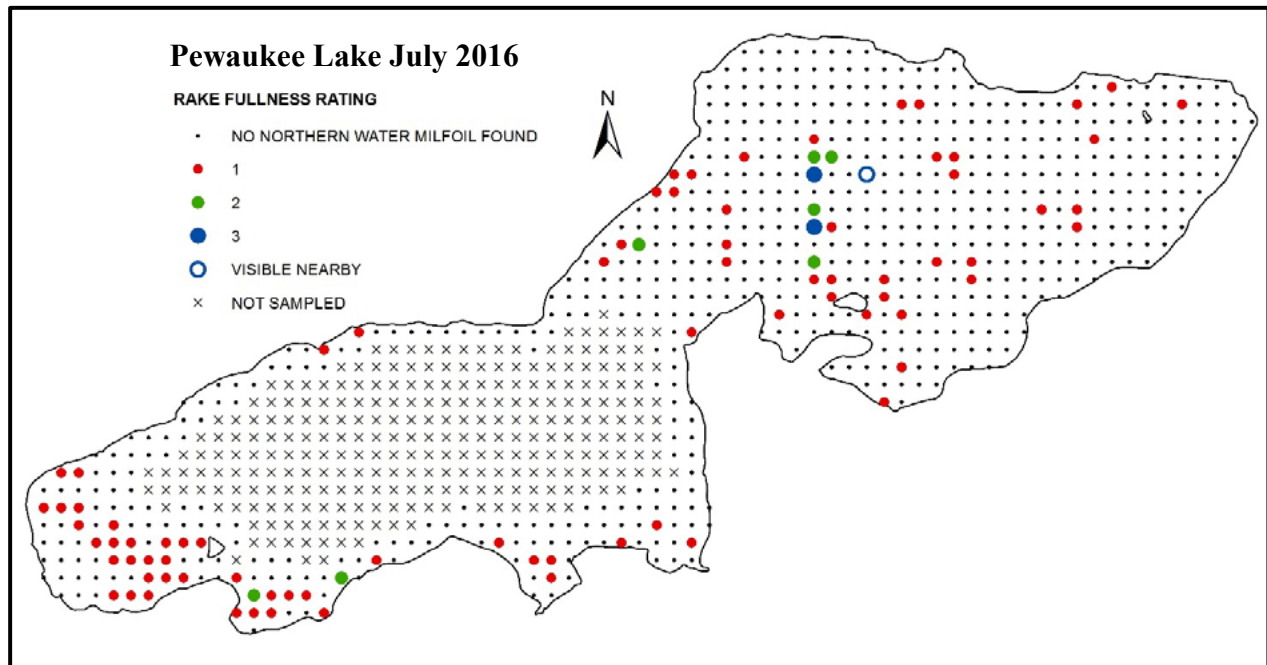 Pewaukee Lake July 2016
RAKE FULLNESS RATING
NO NORTHERN WATER MILFOIL FOUND
1
2
3
VISIBLE NEARBY
NOT SAMPLED
N